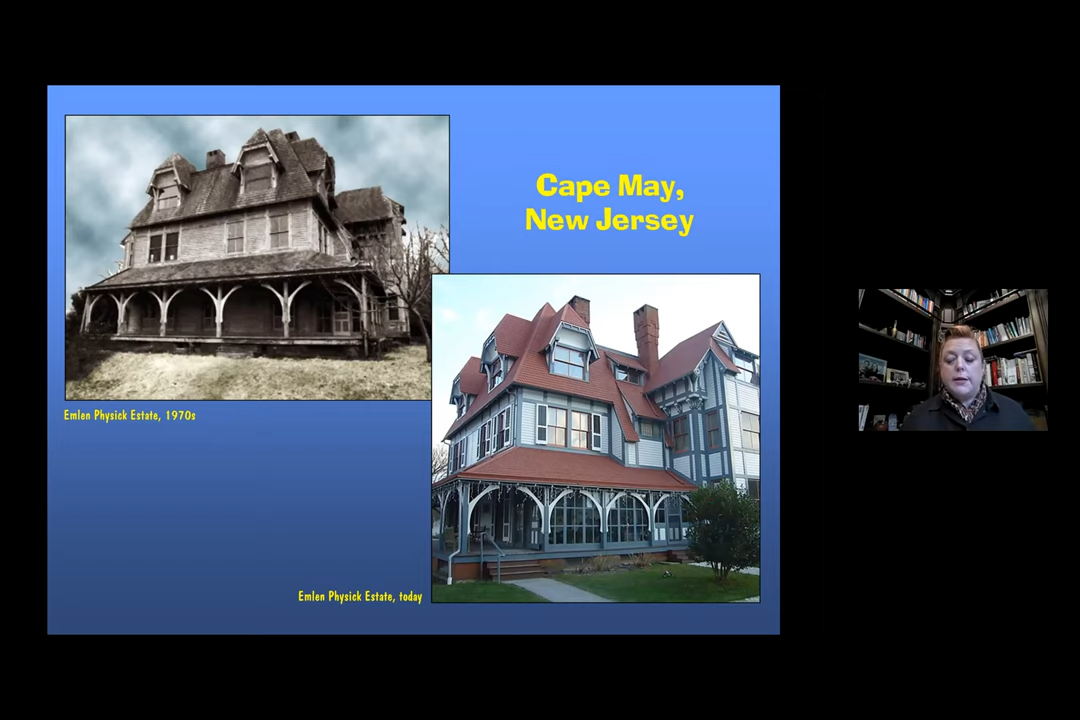 Cape May,
New Jersey
Emlen Physick Estate, 1970s
Emlen Physick Estate, today